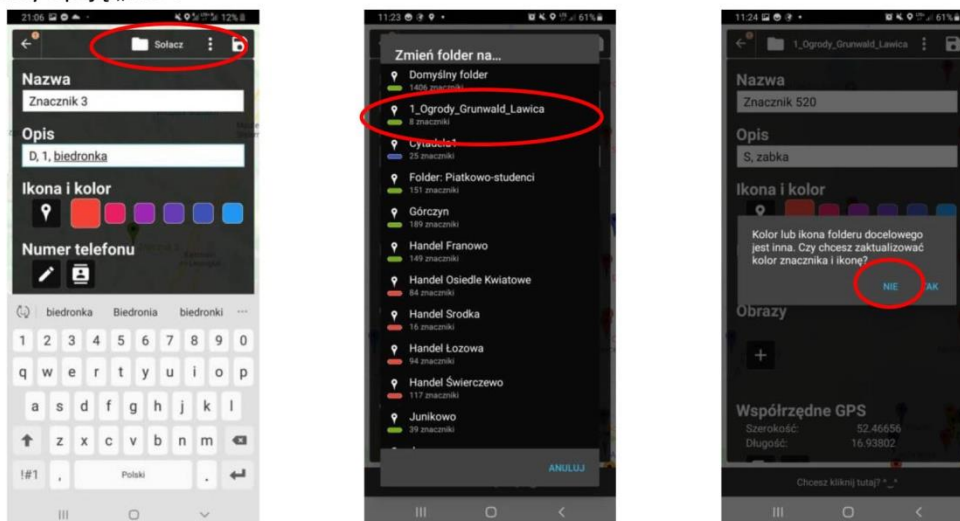 21:06
12%
Sołacz
Nazwa
Znacznik 3
Opis
D, 1, biedronka
Ikona i kolor
Numer telefonu
biedronka Biedronia biedronki ...
1 2 3 4 5 6 7 8 9 0
q w e r t y u i o p
a s d f g h j k l
z x c v b n m
!#1 , Polski .
11:23
61%
Zmień folder na...
Domyślny folder
1406 znaczniki
1_Ogrody_Grunwald_Lawica
8 znaczniki
Cytadela1
25 znaczniki
Folder: Piatkowo-studenci
151 znaczniki
Górczyn
189 znaczniki
Handel Franowo
149 znaczniki
Handel Osiedle Kwiatowe
84 znaczniki
Handel Srodka
16 znaczniki
Handel Łozowa
94 znaczniki
Handel Świerczewo
117 znaczniki
Junikowo
39 znaczniki
ANULUJ
11:24
61%
1_Ogrody_Grunwald_Lawica
Nazwa
Znacznik 520
Opis
S, zabka
Ikona i kolor
Kolor lub ikona folderu docelowego
jest inna. Czy chcesz zaktualizować
kolor znacznika i ikonę?
NIE TAK
Obrazy
+
Współrzędne GPS
Szerokość: 52.46656
Długość: 16.93802
Chcesz kliknij tutaj? *_*